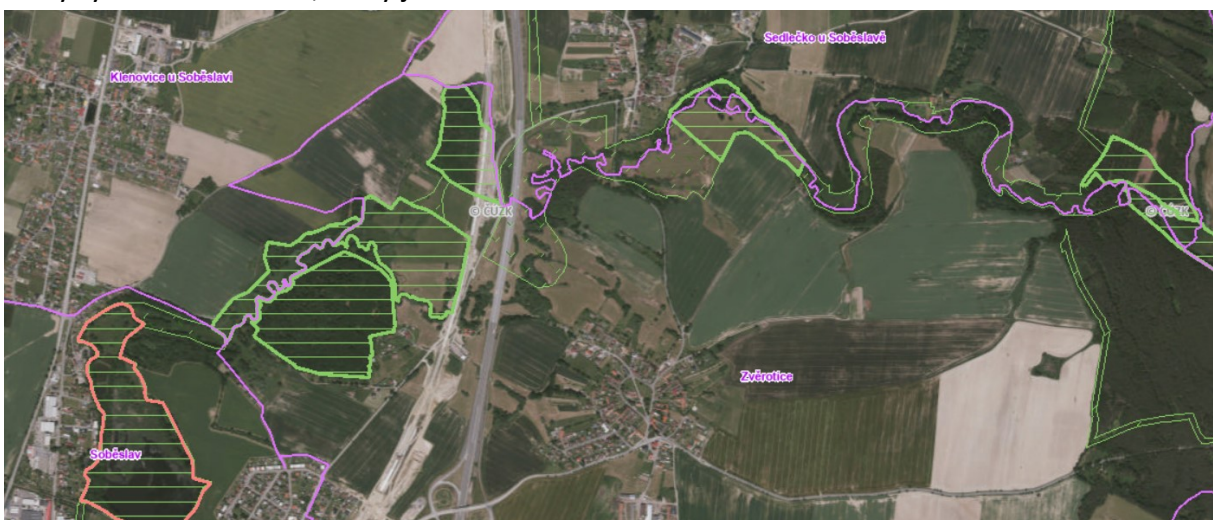 Sedlečko u Soběslavě
Klenovice u Soběslavi
© ČÚZK
© ČÚZK
Zvěrotice
Soběslav